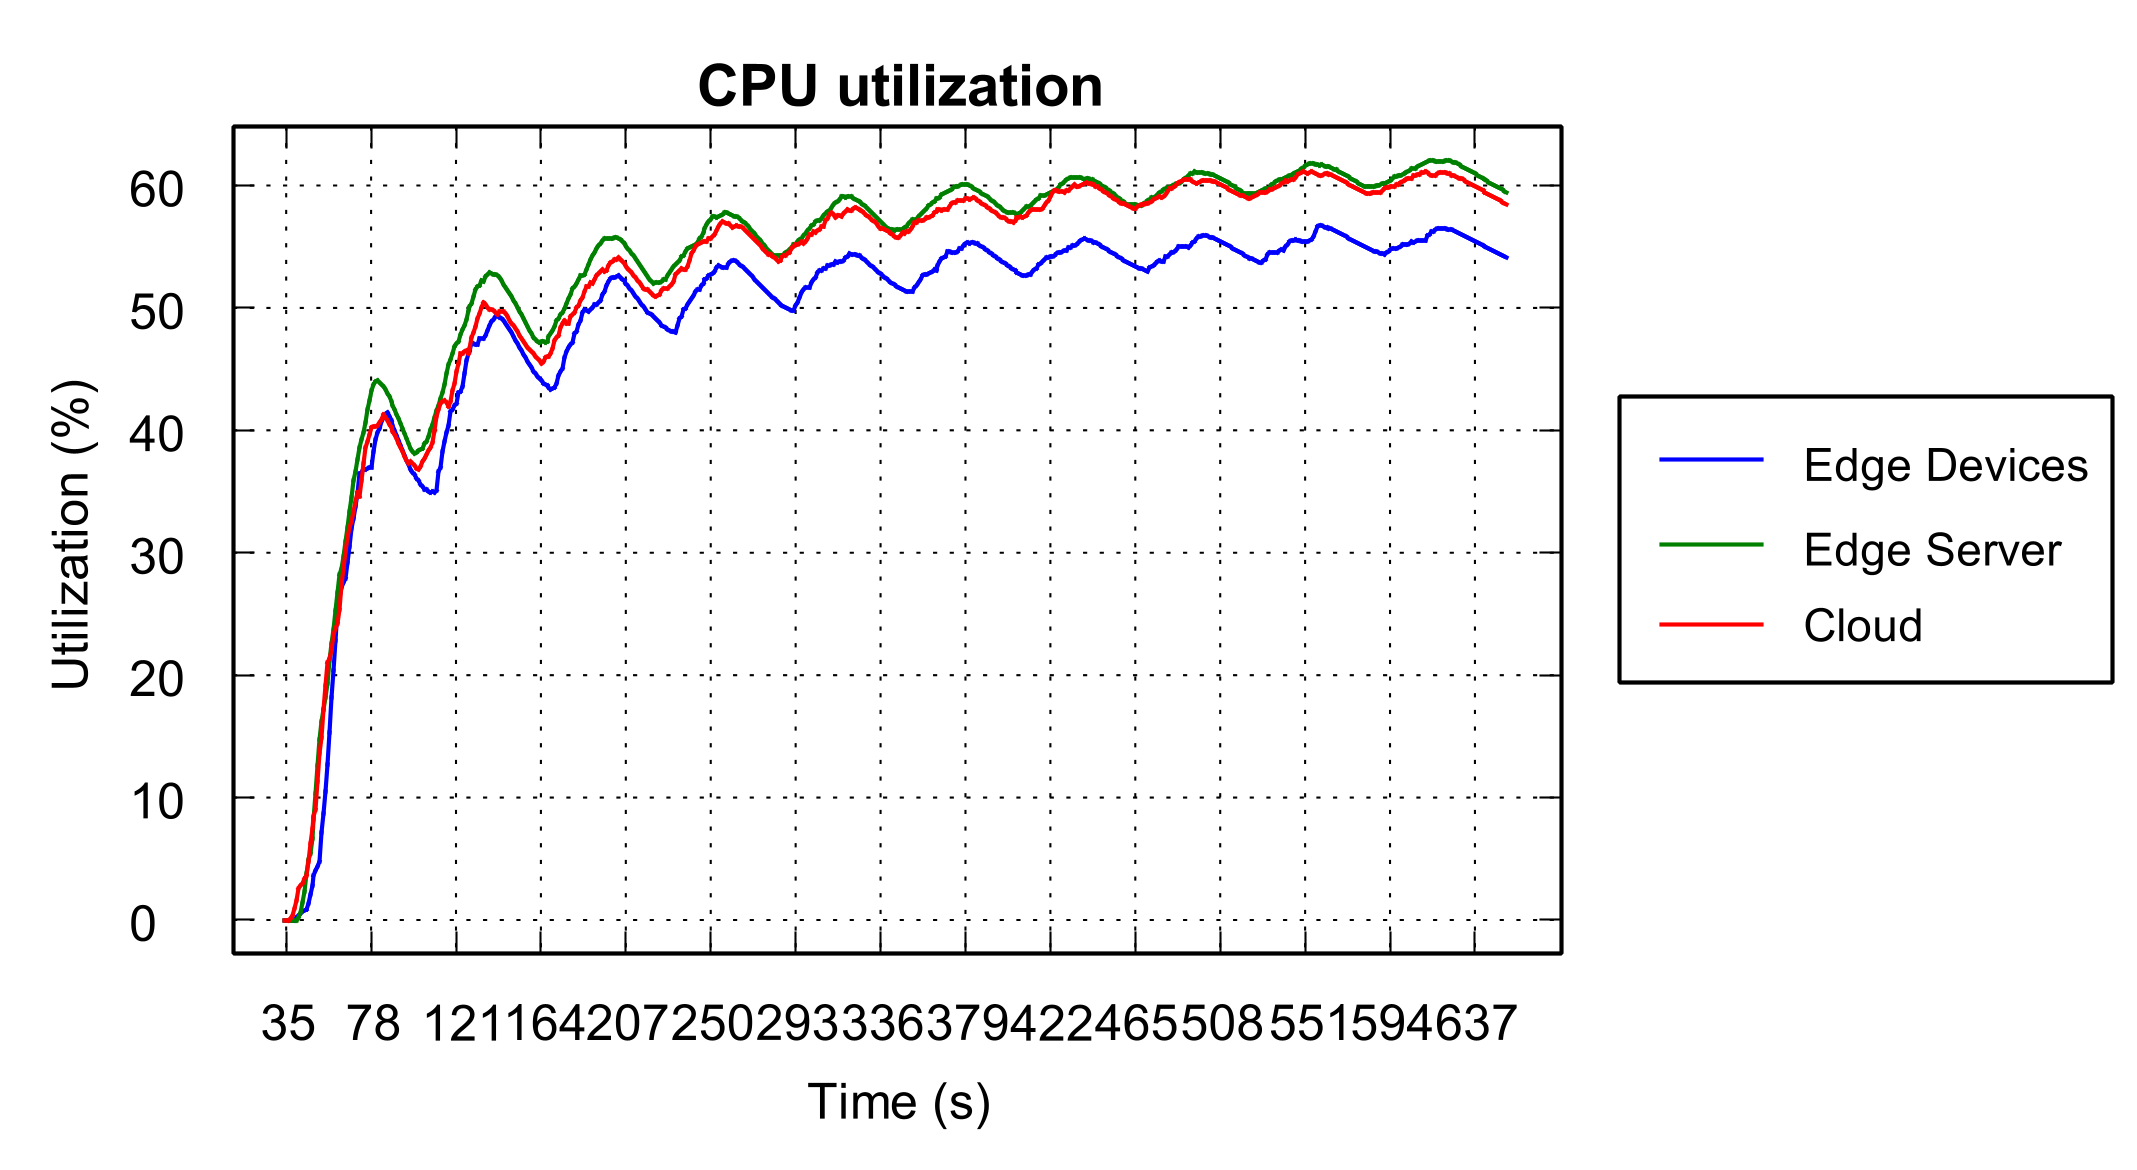 CPU utilization
60
50
40
30
20
10
0
Utilization (%)
35 78 121 164 207 250 293 336 379 422 465 508 551 594 637
Time (s)
Edge Devices
Edge Server
Cloud